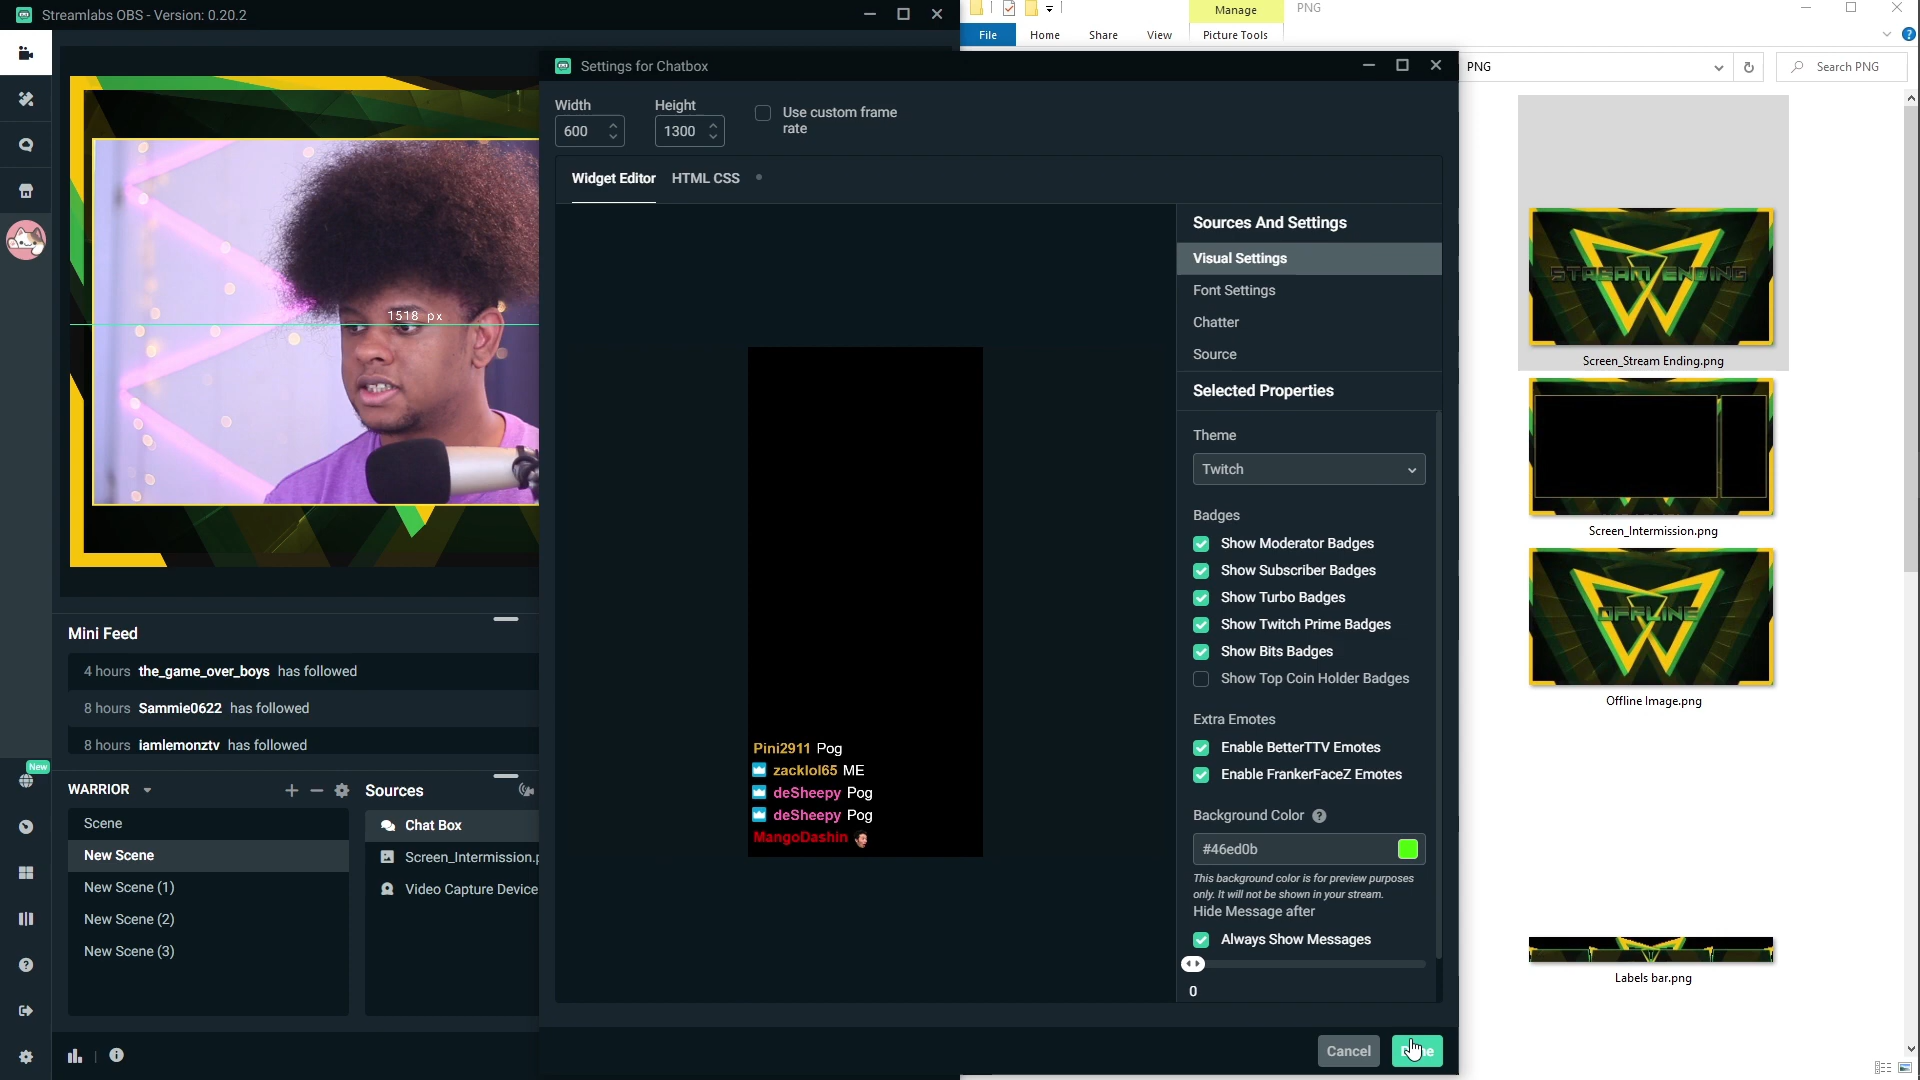 Streamlabs OBS - Version: 0.20.2
Manage
PNG
File
Home
Share
View
Picture Tools
Settings for Chatbox
PNG
Search PNG
Width
Height
600
1300
Use custom frame
rate
Widget Editor
HTML CSS
Sources And Settings
Visual Settings
Font Settings
Chatter
Source
Selected Properties
Theme
Twitch
Badges
Show Moderator Badges
Show Subscriber Badges
Show Turbo Badges
Show Twitch Prime Badges
Show Bits Badges
Show Top Coin Holder Badges
Extra Emotes
Enable BetterTTV Emotes
Enable FrankerFaceZ Emotes
Background Color
#46ed0b
This background color is for preview purposes
only. It will not be shown in your stream.
Hide Message after
Always Show Messages
0
Cancel
Pini2911 Pog
zacklol65 ME
deSheepy Pog
deSheepy Pog
MangoDashin
1518 px
Mini Feed
4 hours the_game_over_boys has followed
8 hours Sammie0622 has followed
8 hours iamlemonztv has followed
New
WARRIOR
Scene
New Scene
New Scene (1)
New Scene (2)
New Scene (3)
Sources
Chat Box
Screen_Intermission.p
Video Capture Device
STREAM ENDING
Screen_Stream Ending.png
Screen_Intermission.png
OFFLINE
Offline Image.png
Labels bar.png